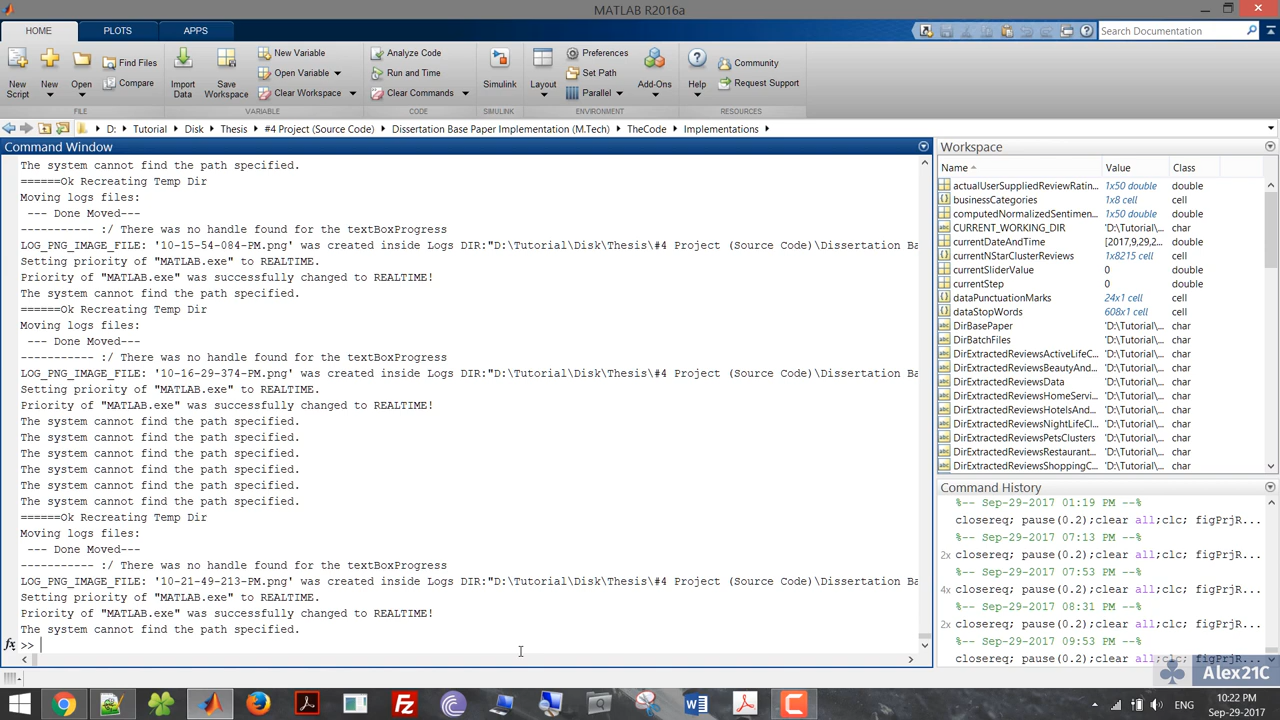 MATLAB R2016a
HOME PLOTS APPS
Search Documentation
New Script
New
Open
Find Files
Compare
Import Data
Save Workspace
New Variable
Open Variable
Clear Workspace
Analyze Code
Run and Time
Clear Commands
Simulink
Layout
Preferences
Set Path
Parallel
Add-Ons
Help
Community
Request Support
FILE VARIABLE CODE SIMULINK ENVIRONMENT RESOURCES
D: Tutorial Disk Thesis #4 Project (Source Code) Dissertation Base Paper Implementation (M.Tech) TheCode Implementations
Command Window
The system cannot find the path specified.
======Ok Recreating Temp Dir
Moving logs files:
--- Done Moved---
----------- :/ There was no handle found for the textBoxProgress
LOG_PNG_IMAGE_FILE: '10-15-54-084-PM.png' was created inside Logs DIR:"D:\Tutorial\Disk\Thesis\#4 Project (Source Code)\Dissertation Ba
Setting priority of "MATLAB.exe" to REALTIME.
Priority of "MATLAB.exe" was successfully changed to REALTIME!
The system cannot find the path specified.
======Ok Recreating Temp Dir
Moving logs files:
--- Done Moved---
----------- :/ There was no handle found for the textBoxProgress
LOG_PNG_IMAGE_FILE: '10-16-29-374-PM.png' was created inside Logs DIR:"D:\Tutorial\Disk\Thesis\#4 Project (Source Code)\Dissertation Ba
Setting priority of "MATLAB.exe" to REALTIME.
Priority of "MATLAB.exe" was successfully changed to REALTIME!
The system cannot find the path specified.
The system cannot find the path specified.
The system cannot find the path specified.
The system cannot find the path specified.
The system cannot find the path specified.
The system cannot find the path specified.
======Ok Recreating Temp Dir
Moving logs files:
--- Done Moved---
----------- :/ There was no handle found for the textBoxProgress
LOG_PNG_IMAGE_FILE: '10-21-49-213-PM.png' was created inside Logs DIR:"D:\Tutorial\Disk\Thesis\#4 Project (Source Code)\Dissertation Ba
Setting priority of "MATLAB.exe" to REALTIME.
Priority of "MATLAB.exe" was successfully changed to REALTIME!
The system cannot find the path specified.
fx >>
Workspace
Name Value Class
actualUserSuppliedReviewRatin... 1x50 double double
businessCategories 1x8 cell cell
computedNormalizedSentimen... 1x50 double double
CURRENT_WORKING_DIR 'D:\Tutorial\... char
currentDateAndTime [2017,9,29,2... double
currentNStarClusterReviews 1x8215 cell cell
currentSliderValue 0 double
currentStep 0 double
dataPunctuationMarks 24x1 cell cell
dataStopWords 608x1 cell cell
DirBasePaper 'D:\Tutorial\... char
DirBatchFiles 'D:\Tutorial\... char
DirExtractedReviewsActiveLifeC... 'D:\Tutorial\... char
DirExtractedReviewsBeautyAnd... 'D:\Tutorial\... char
DirExtractedReviewsData 'D:\Tutorial\... char
DirExtractedReviewsHomeServi... 'D:\Tutorial\... char
DirExtractedReviewsHotelsAnd... 'D:\Tutorial\... char
DirExtractedReviewsNightLifeCl... 'D:\Tutorial\... char
DirExtractedReviewsPetsClusters 'D:\Tutorial\... char
DirExtractedReviewsRestaurant... 'D:\Tutorial\... char
DirExtractedReviewsShoppingC... 'D:\Tutorial\... char
Command History
%-- Sep-29-2017 01:19 PM --%
closereq; pause(0.2);clear all;clc; figPrjR...
%-- Sep-29-2017 07:13 PM --%
2x closereq; pause(0.2);clear all;clc; figPrjR...
%-- Sep-29-2017 07:53 PM --%
4x closereq; pause(0.2);clear all;clc; figPrjR...
%-- Sep-29-2017 08:31 PM --%
2x closereq; pause(0.2);clear all;clc; figPrjR...
%-- Sep-29-2017 09:53 PM --%
closereq; pause(0.2);clear all;clc; figPrjR...
Alex21C
ENG
10:22 PM
Sep-29-2017